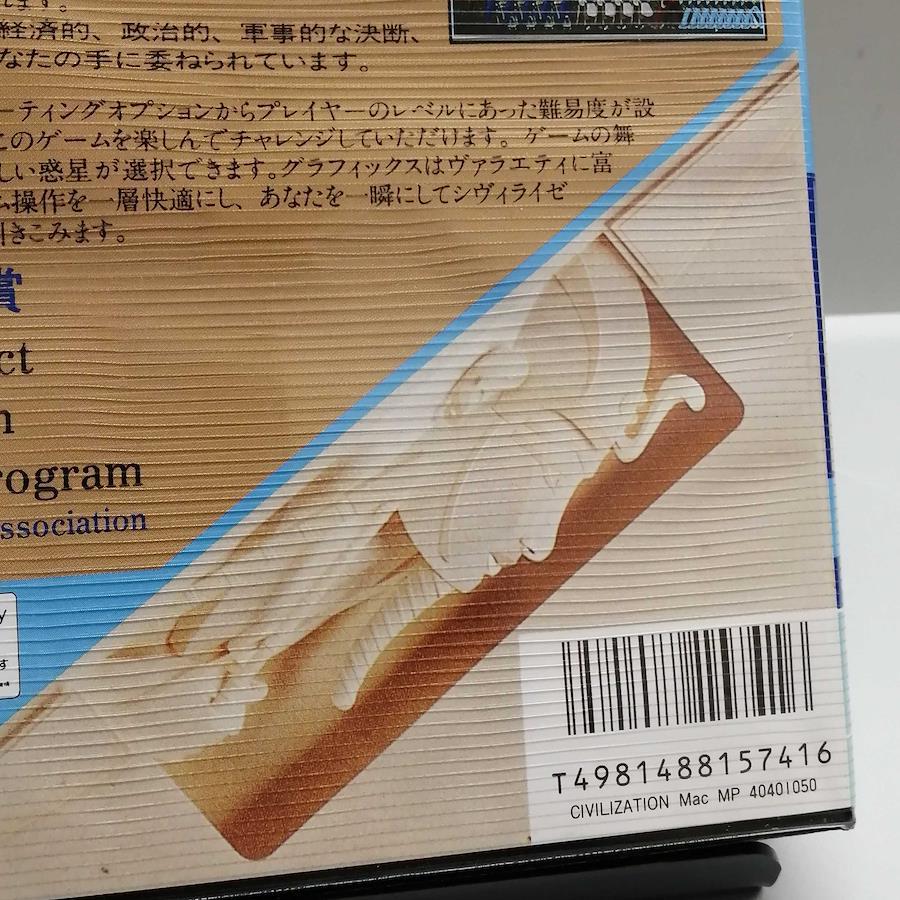 れます。
経済的、政治的、軍事的な決断、
なたの手に委ねられています。
ーティングオプションからプレイヤーのレベルにあった難易度が設
このゲームを楽しんでチャレンジしていただけます。ゲームの舞
しい惑星が選択できます。グラフィックスはヴァラエティに富
ム操作を一層快適にし、あなたを一瞬にしてシヴィライゼ
引きこみます。
賞
ct
n
rogram
ssociation
y
す
T4981488157416
CIVILIZATION Mac MP 40401050